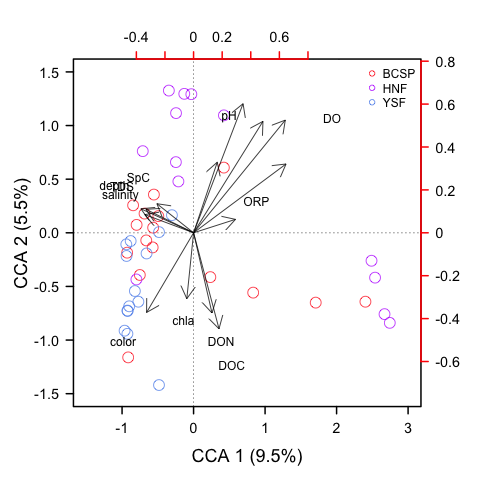 -0.4 0 0.2 0.6
BCSP
HNF
YSF
1.5
1.0
0.5
0.0
-0.5
-1.0
-1.5
CCA 2 (5.5%)
0.8
0.6
0.4
0.2
0
-0.2
-0.4
-0.6
pH
DO
SpC
depth
TDS
salinity
ORP
chla
color
DON
DOC
-1 0 1 2 3
CCA 1 (9.5%)